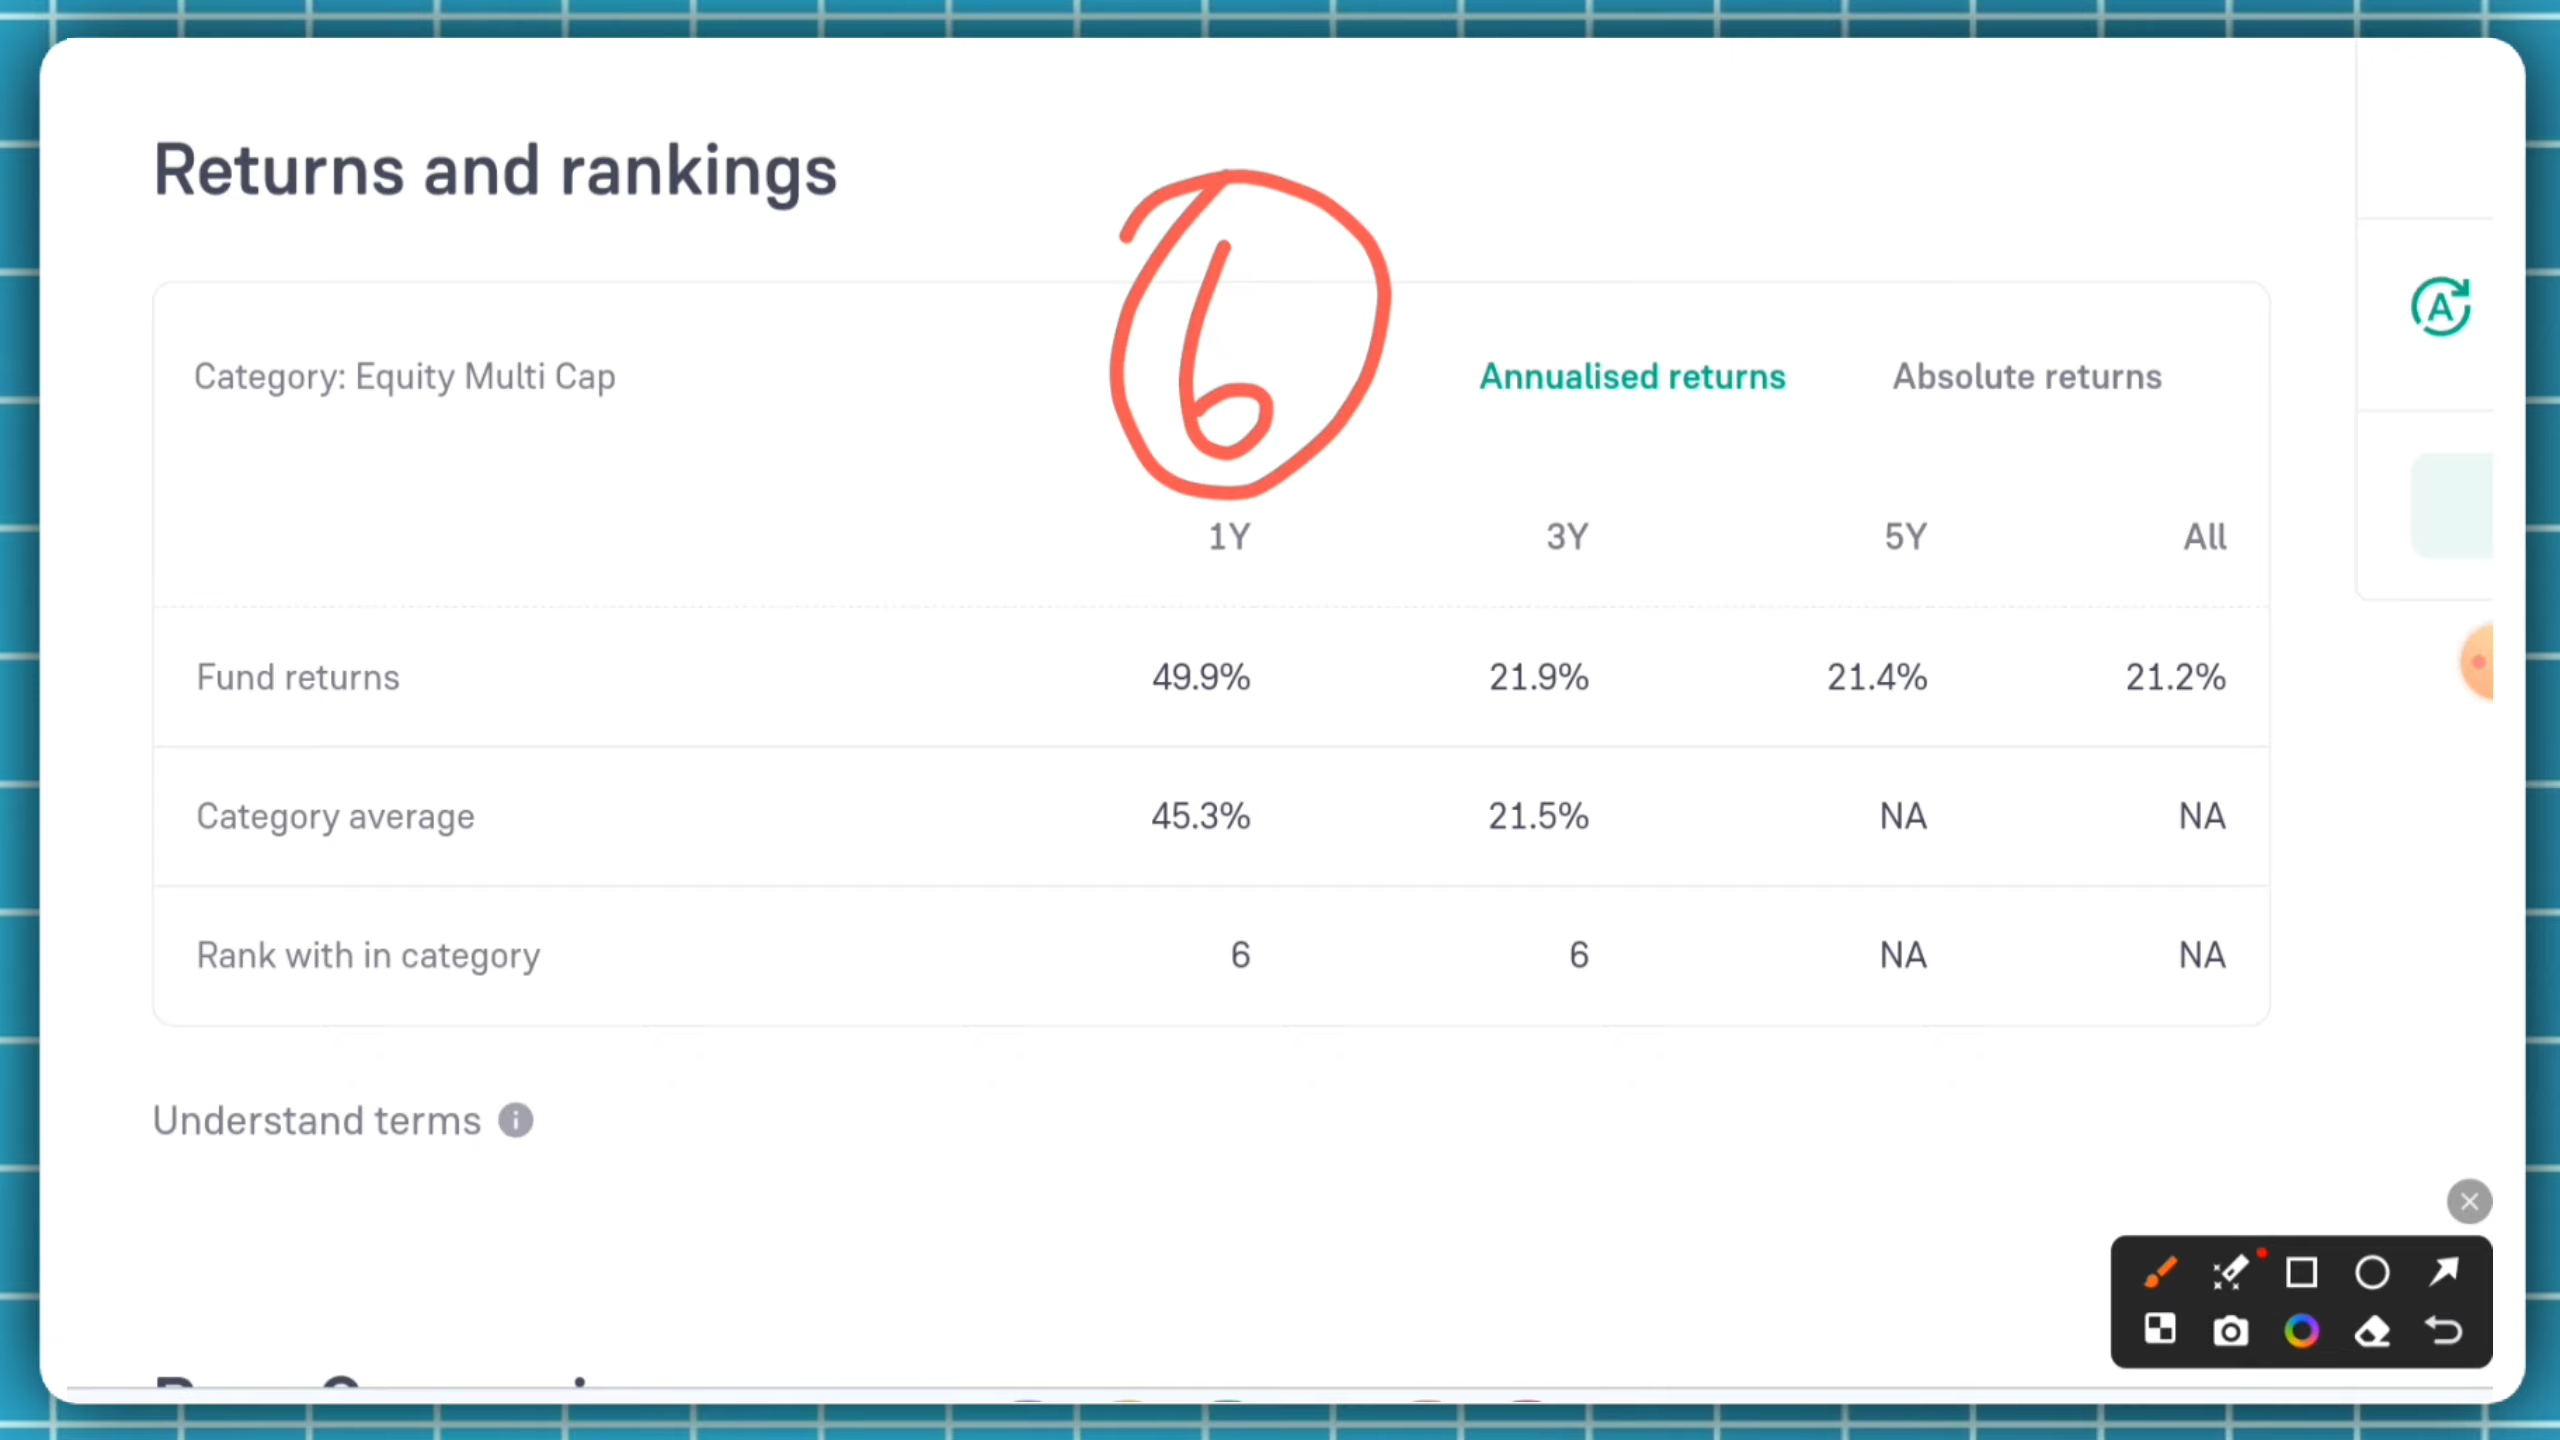 Returns and rankings
6
Category: Equity Multi Cap
Annualised returns
Absolute returns
1Y 3Y 5Y All
Fund returns 49.9% 21.9% 21.4% 21.2%
Category average 45.3% 21.5% NA NA
Rank with in category 6 6 NA NA
Understand terms
A